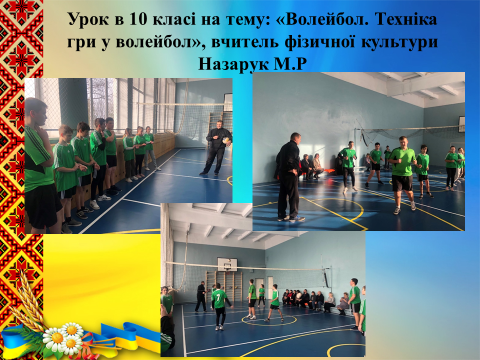 Урок в 10 класі на тему: «Волейбол. Техніка
гри у волейбол», вчитель фізичної культури
Назарук М.Р